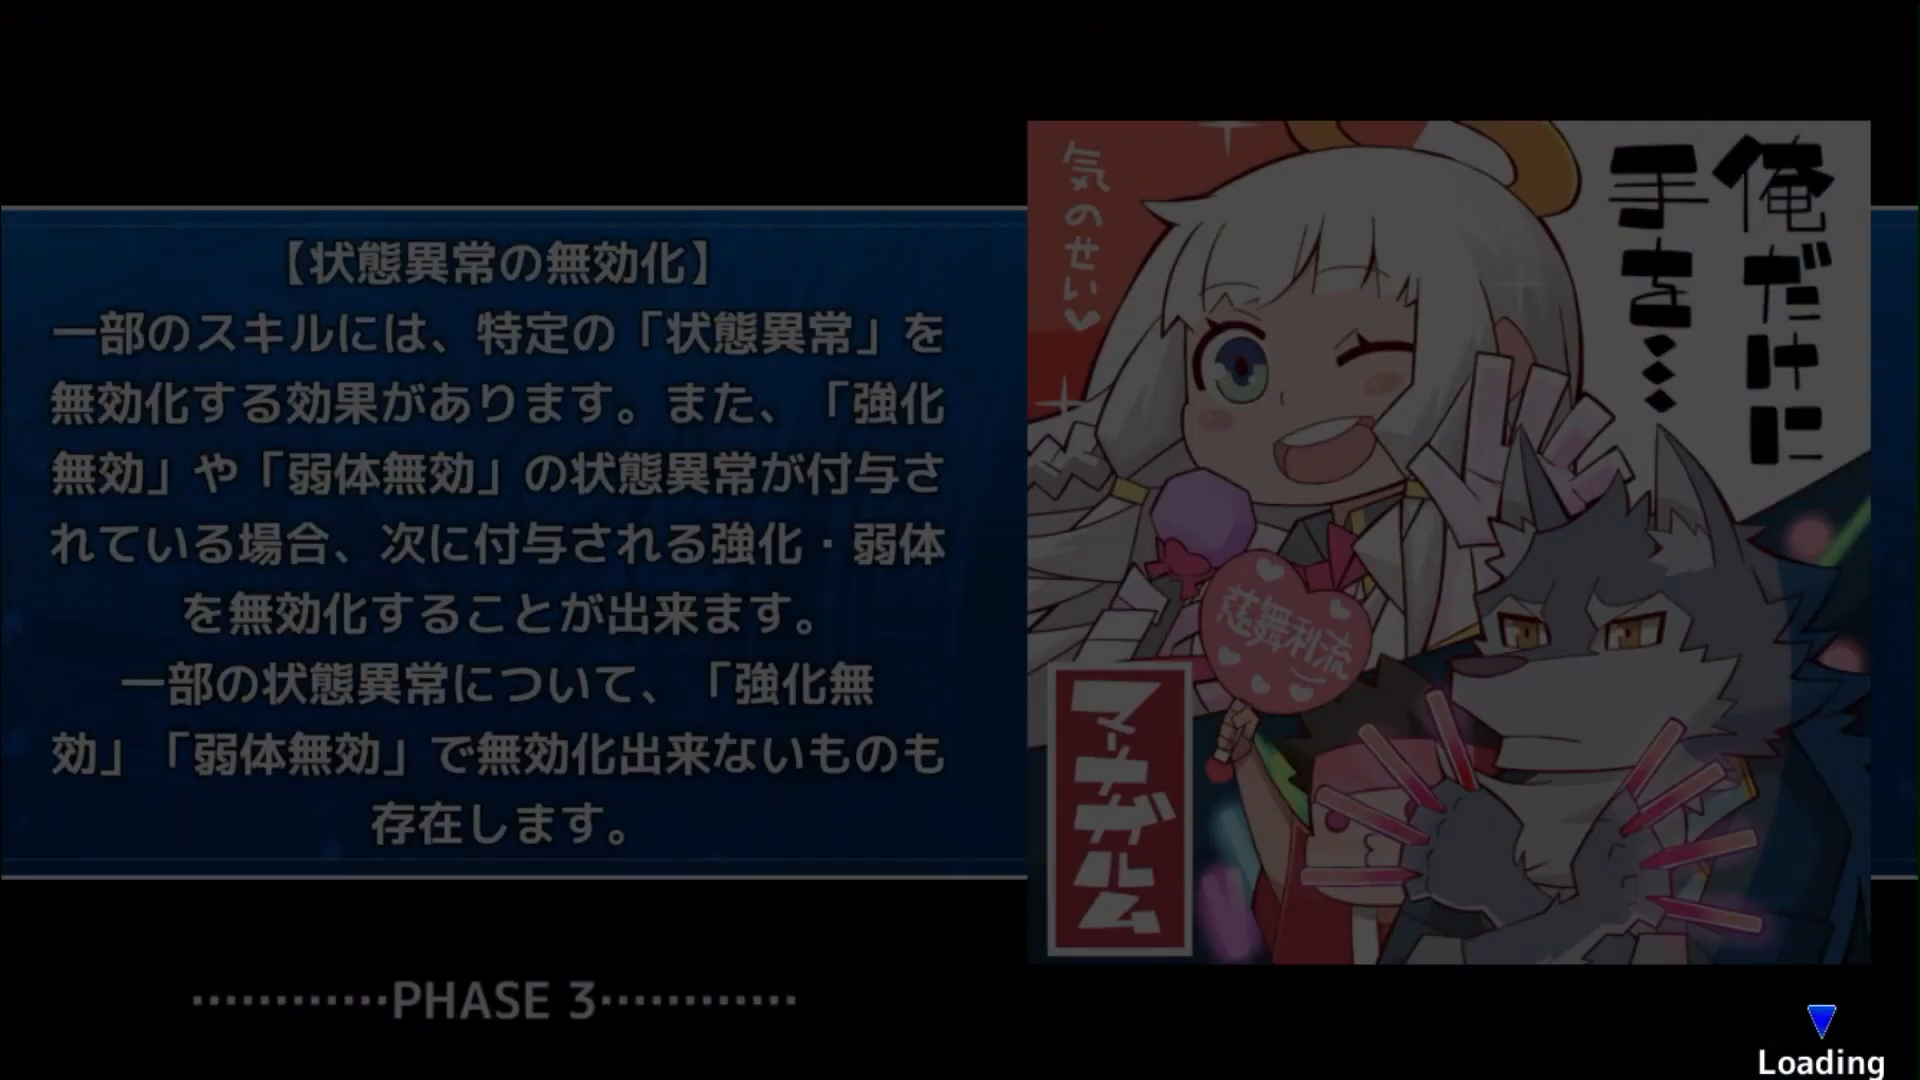 【状態異常の無効化】
一部のスキルには、特定の「状態異常」を
無効化する効果があります。また、「強化
無効」や「弱体無効」の状態異常が付与さ
れている場合、次に付与される強化・弱体
を無効化することが出来ます。
一部の状態異常について、「強化無
効」「弱体無効」で無効化出来ないものも
存在します。
俺だけに
手を…
気のせい♥
慈舞利流
マーナガルム
…………PHASE 3…………
Loading